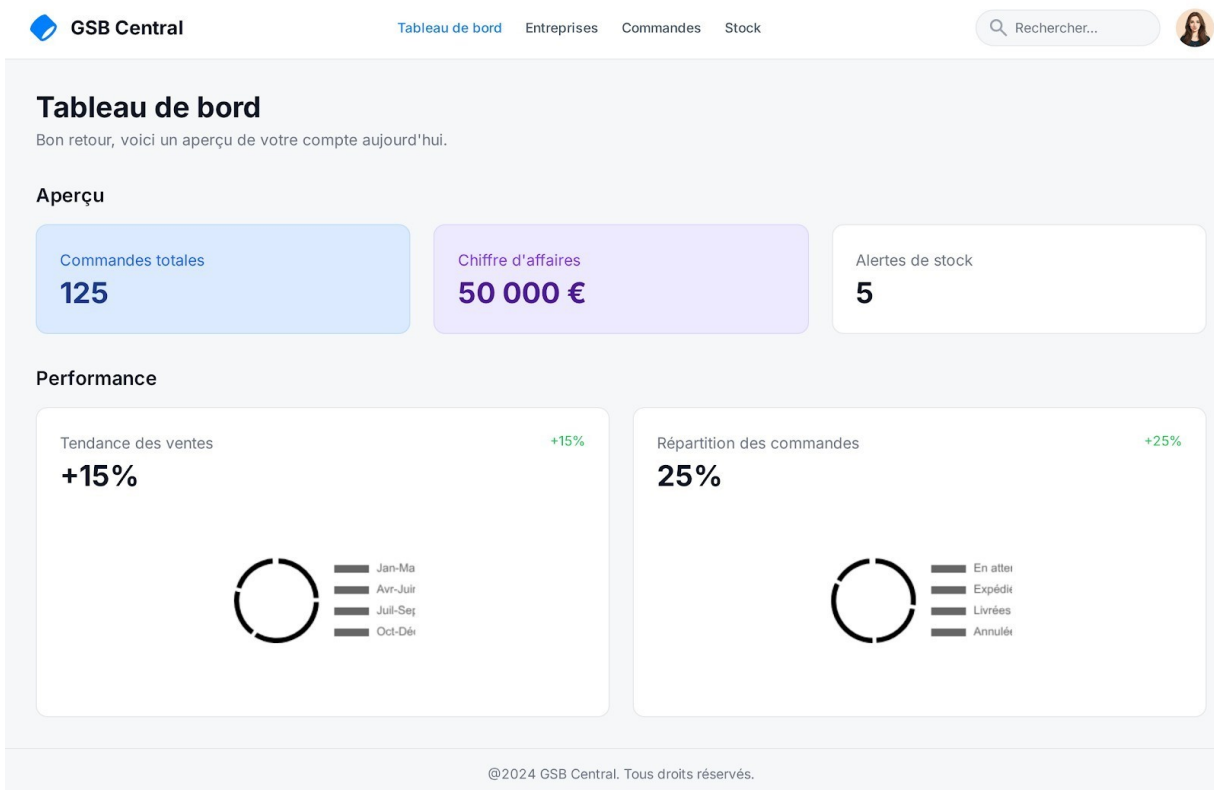 GSB Central
Tableau de bord
Entreprises
Commandes
Stock
Rechercher...
Tableau de bord
Bon retour, voici un aperçu de votre compte aujourd'hui.
Aperçu
Commandes totales
125
Chiffre d'affaires
50 000 €
Alertes de stock
5
Performance
Tendance des ventes
+15%
+15%
Jan-Ma
Avr-Juir
Juil-Sep
Oct-Déc
Répartition des commandes
+25%
25%
En atte
Expédié
Livrées
Annulée
@2024 GSB Central. Tous droits réservés.